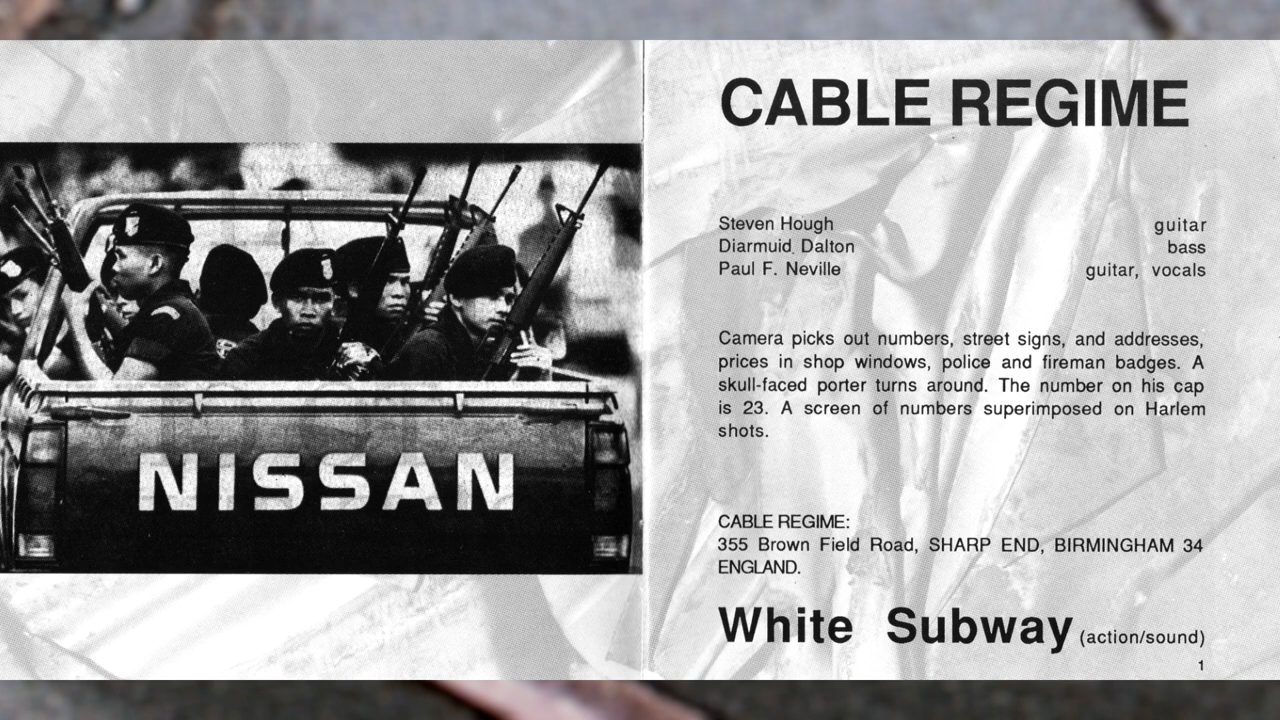 NISSAN
CABLE REGIME
Steven Hough guitar
Diarmuid Dalton bass
Paul F. Neville guitar, vocals
Camera picks out numbers, street signs, and addresses,
prices in shop windows, police and fireman badges. A
skull-faced porter turns around. The number on his cap
is 23. A screen of numbers superimposed on Harlem
shots.
CABLE REGIME:
355 Brown Field Road, SHARP END, BIRMINGHAM 34
ENGLAND.
White Subway (action/sound)
1